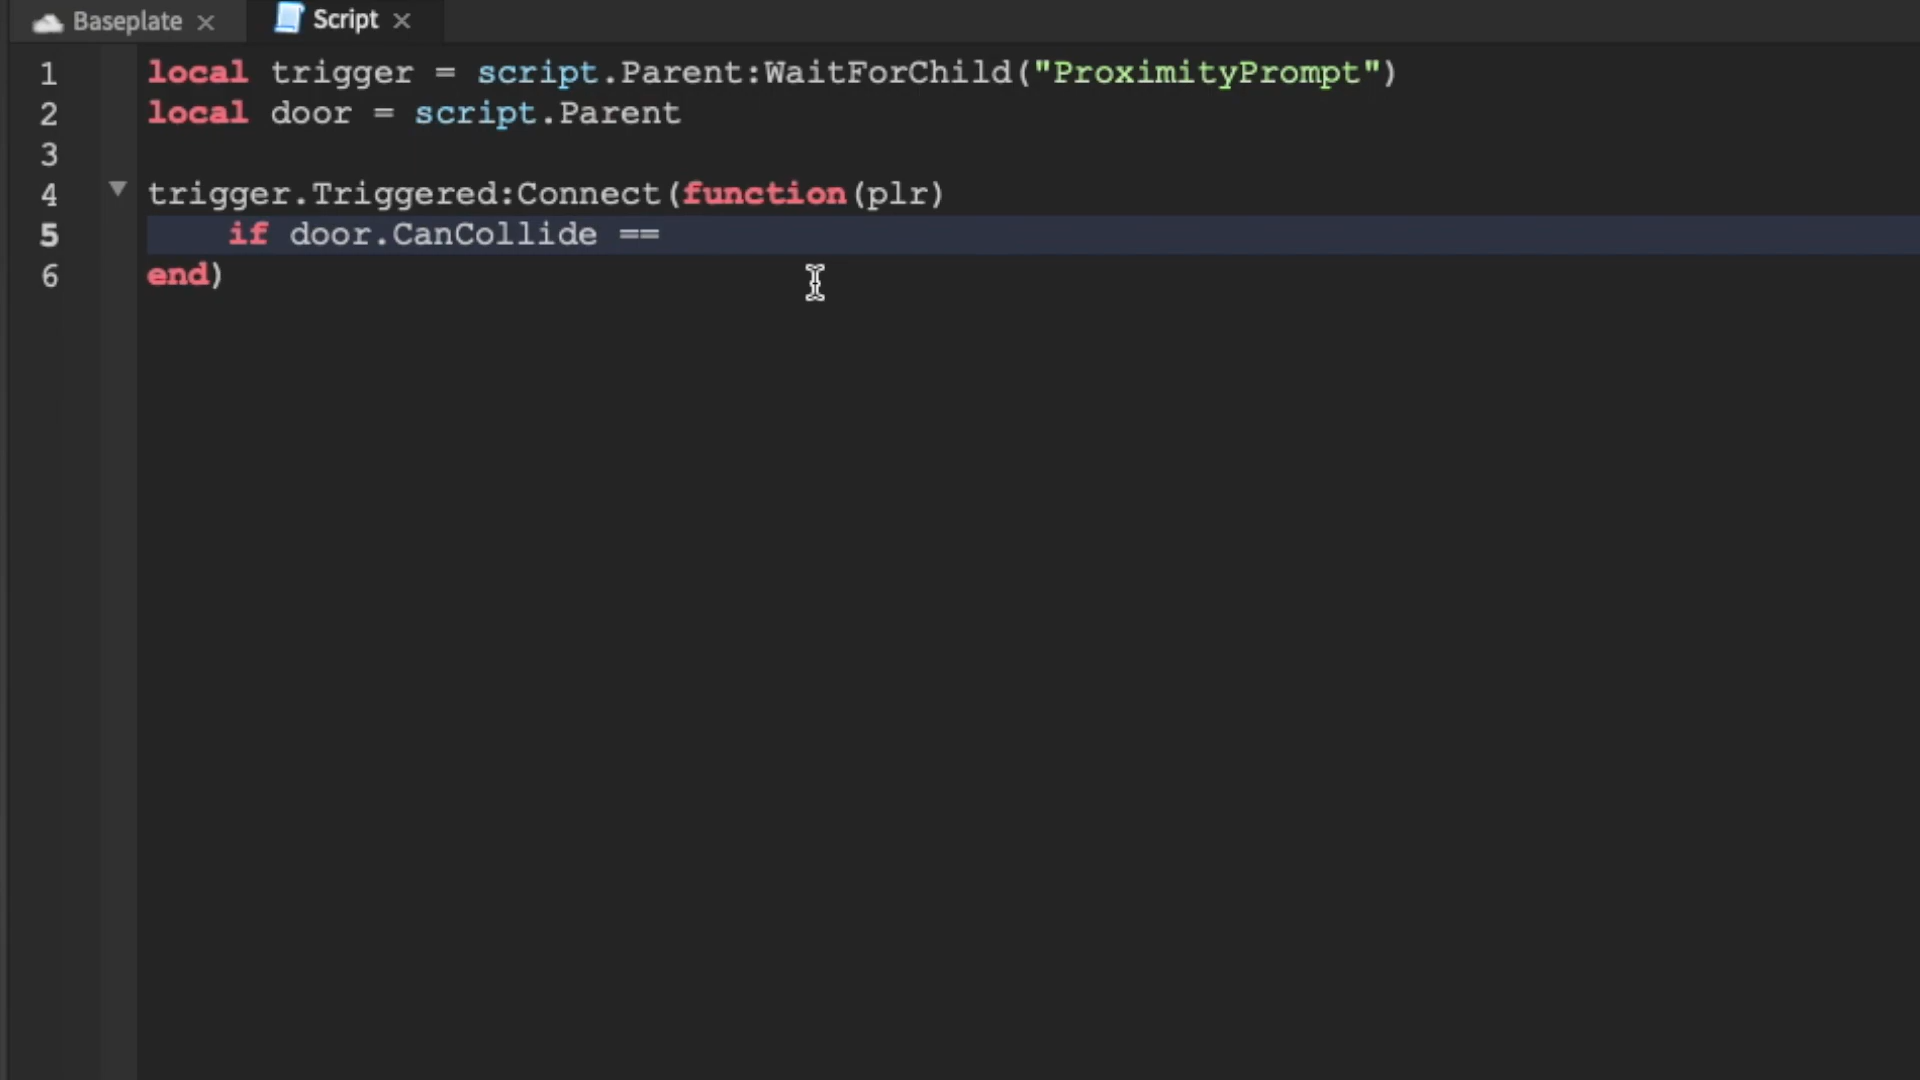 Baseplate × Script ×
1 local trigger = script.Parent:WaitForChild("ProximityPrompt")
2 local door = script.Parent
3
4 trigger.Triggered:Connect(function(plr)
5 if door.CanCollide ==
6 end)